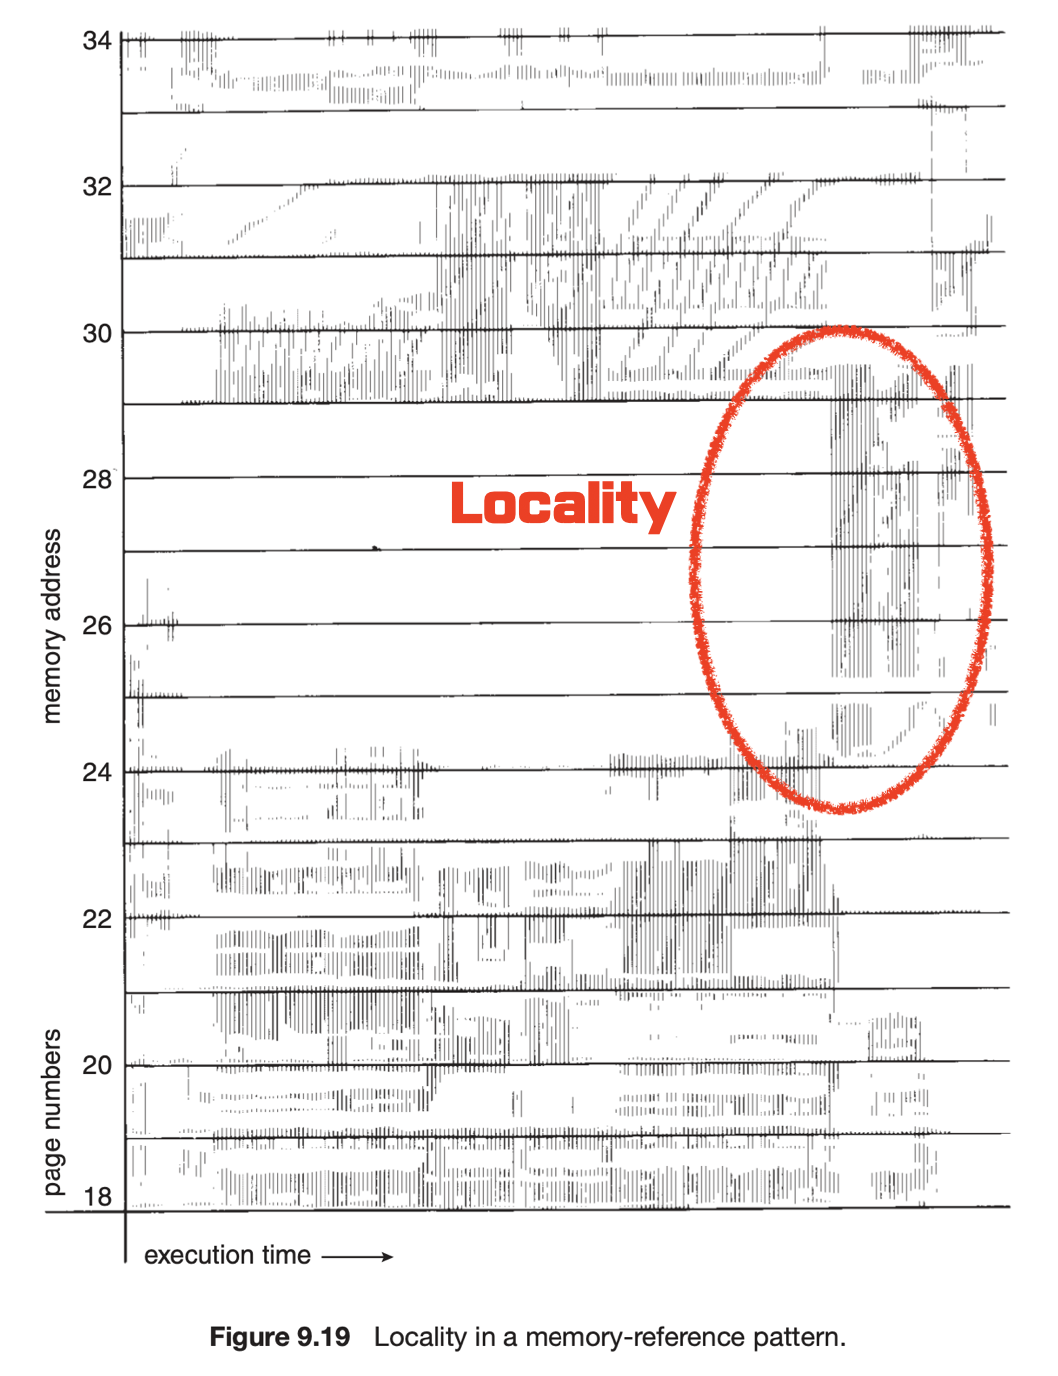 34
32
30
28
Locality
26
24
22
20
18
memory address
page numbers
execution time
Figure 9.19 Locality in a memory-reference pattern.